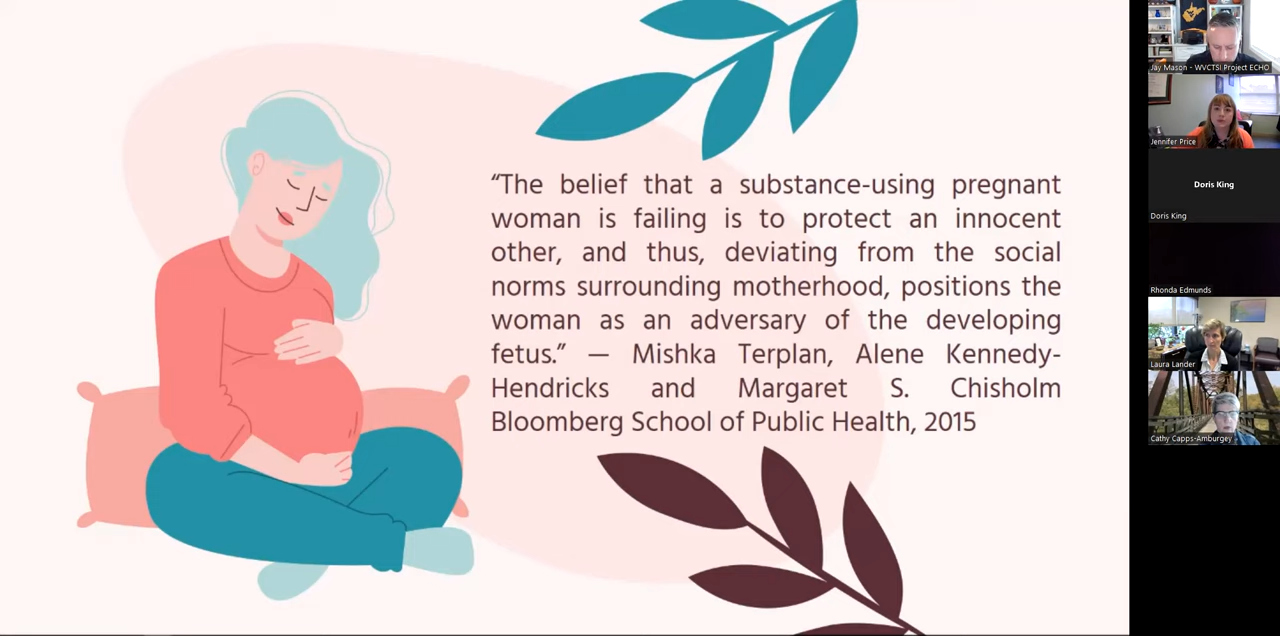 “The belief that a substance-using pregnant
woman is failing is to protect an innocent
other, and thus, deviating from the social
norms surrounding motherhood, positions the
woman as an adversary of the developing
fetus.” — Mishka Terplan, Alene Kennedy-
Hendricks and Margaret S. Chisholm
Bloomberg School of Public Health, 2015
Jay Mason - WVCTSI Project ECHO
Jennifer Price
Doris King
Doris King
Rhonda Edmunds
Laura Lander
Cathy Capps-Amburgey